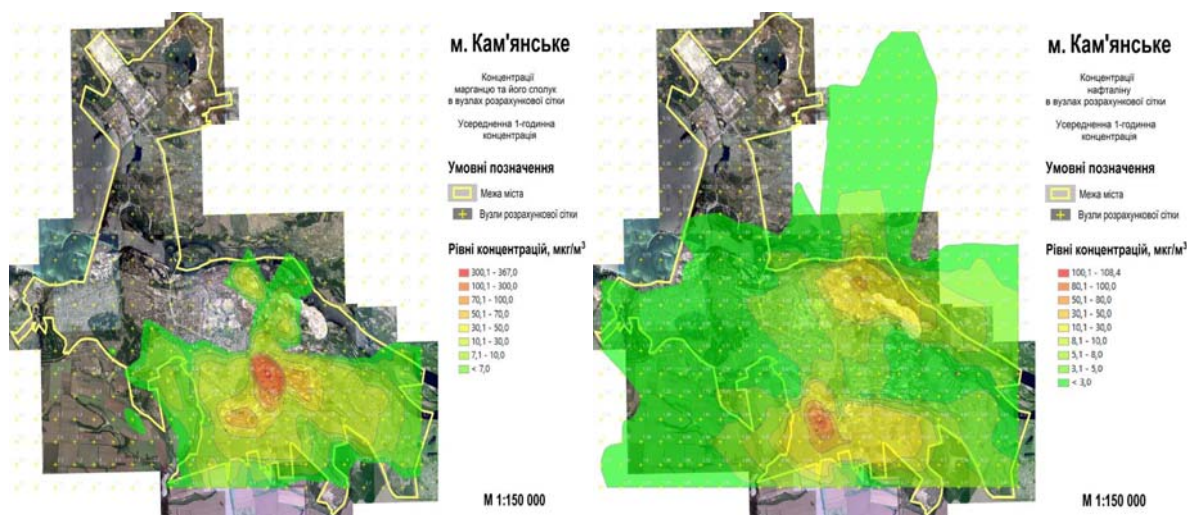 м. Кам'янське
Концентрації
марганцю та його сполук
в вузлах розрахункової сітки
Усередненна 1-годинна
концентрація
Умовні позначення
Межа міста
Вузли розрахункової сітки
Рівні концентрацій, мкг/м³
300,1 - 367,0
100,1 - 300,0
70,1 - 100,0
50,1 - 70,0
30,1 - 50,0
10,1 - 30,0
7,1 - 10,0
< 7,0
М 1:150 000
м. Кам'янське
Концентрації
нафталіну
в вузлах розрахункової сітки
Усередненна 1-годинна
концентрація
Умовні позначення
Межа міста
Вузли розрахункової сітки
Рівні концентрацій, мкг/м³
100,1 - 108,4
80,1 - 100,0
50,1 - 80,0
30,1 - 50,0
10,1 - 30,0
8,1 - 10,0
5,1 - 8,0
3,1 - 5,0
< 3,0
М 1:150 000